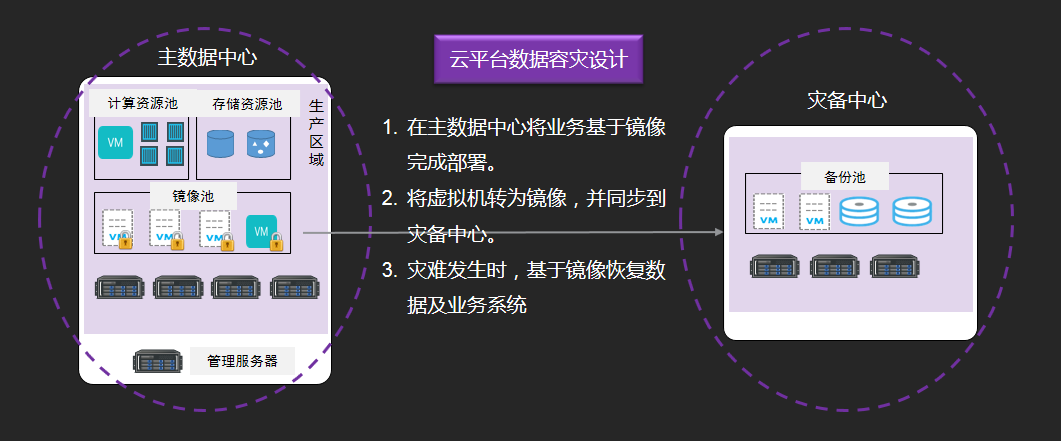 云平台数据容灾设计
主数据中心
计算资源池
存储资源池
生产区域
VM
镜像池
VM
VM
VM
VM
管理服务器
1. 在主数据中心将业务基于镜像
完成部署。
2. 将虚拟机转为镜像，并同步到
灾备中心。
3. 灾难发生时，基于镜像恢复数
据及业务系统
灾备中心
备份池
VM
VM